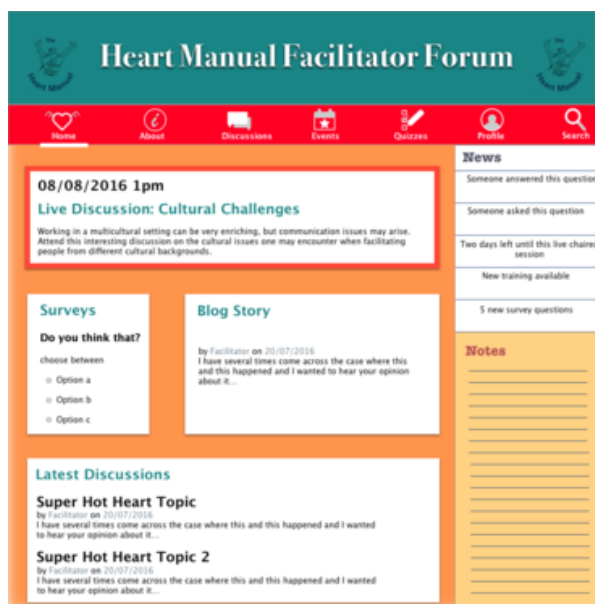 The
Heart Manual
Heart Manual Facilitator Forum
The
Heart Manual
Home
About
Discussions
Events
Quizzes
Profile
Search
08/08/2016 1pm
Live Discussion: Cultural Challenges
Working in a multicultural setting can be very enriching, but communication issues may arise.
Attend this interesting discussion on the cultural issues one may encounter when facilitating
people from different cultural backgrounds.
Surveys
Do you think that?
choose between
Option a
Option b
Option c
Blog Story
by Facilitator on 20/07/2016
I have several times come across the case where this
and this happened and I wanted to hear your opinion
about it...
Latest Discussions
Super Hot Heart Topic
by Facilitator on 20/07/2016
I have several times come across the case where this and this happened and I wanted
to hear your opinion about it...
Super Hot Heart Topic 2
by Facilitator on 20/07/2016
I have several times come across the case where this and this happened and I wanted
to hear your opinion about it...
News
Someone answered this question
Someone asked this question
Two days left until this live chaired
session
New training available
5 new survey questions
Notes